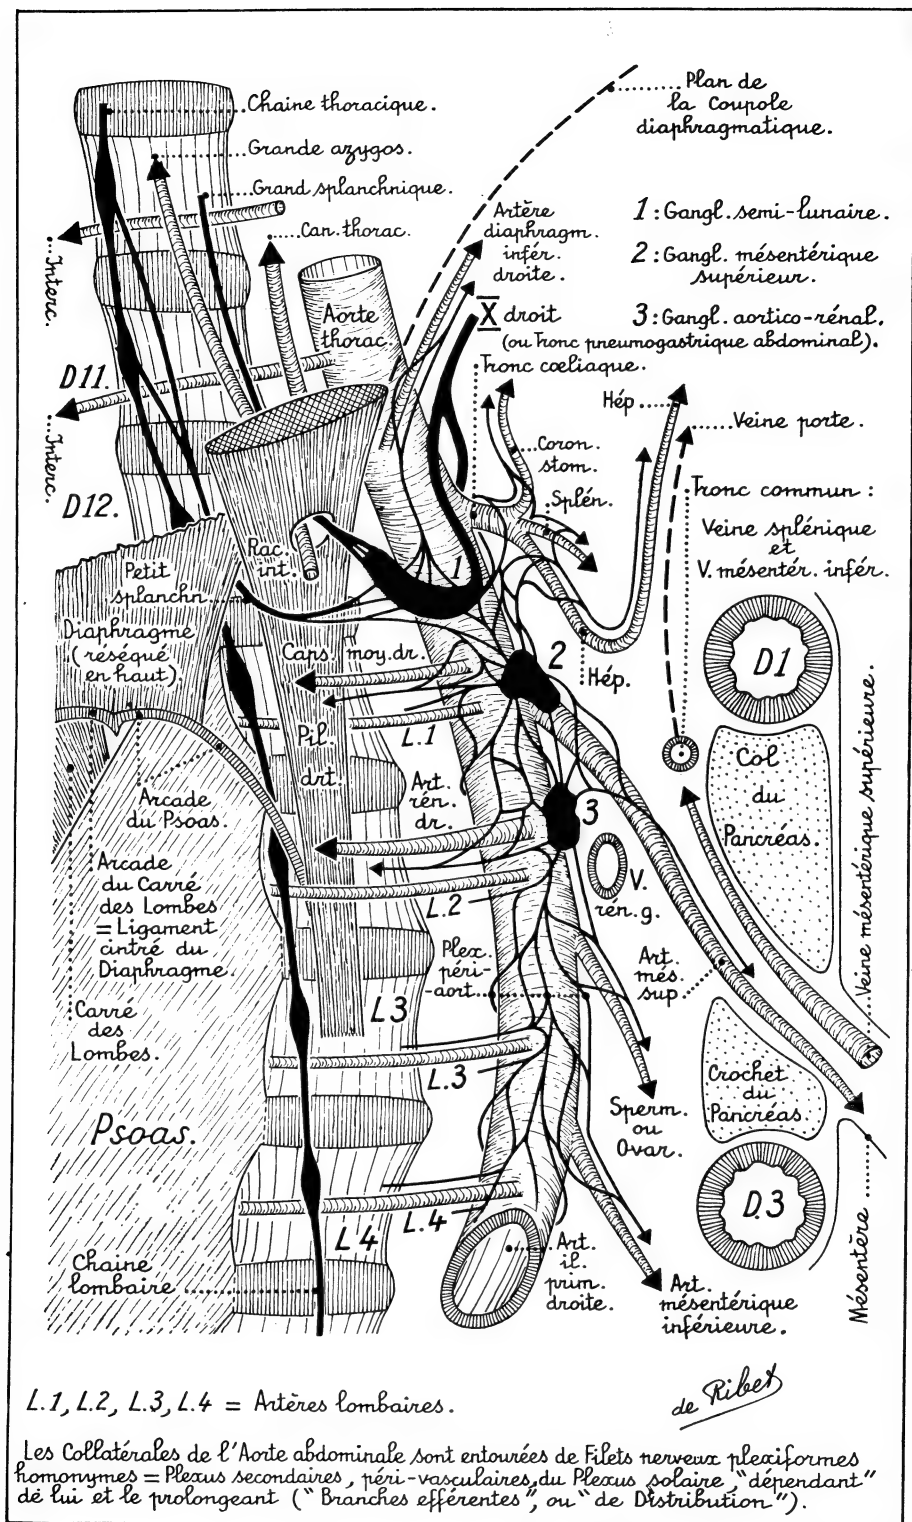 Chaine thoracique.
Grande azygos.
Grand splanchnique.
Can. thorac.
Interc.
Interc.
D11.
D12.
Aorte
thorac.
Artère
diaphragm.
infér.
droite.
Plan de
la Coupole
diaphragmatique.
1 : Gangl. semi-lunaire.
2 : Gangl. mésentérique
supérieur.
3 : Gangl. aortico-rénal.
X droit
(ou Tronc pneumogastrique abdominal).
Tronc cœliaque.
Hép
Veine porte.
Coron.
stom.
Splén.
Tronc commun :
Veine splénique
et
V. mésentér. infér.
Rac.
int.
1
Petit
splanchn.
Diaphragme
(réséqué
en haut)
Caps. moy. dr.
2
Hép.
D1
L.1
Pil.
drt.
Art.
rén.
dr.
3
Col
du
Pancréas.
Veine mésentérique supérieure.
Arcade
du Psoas.
Arcade
du Carré
des Lombes
= Ligament
cintré du
Diaphragme.
L.2
V.
rén. g.
Plex.
péri-
-aort
Art.
més.
sup
Carré
des
Lombes.
L3
L.3
Crochet
du
Pancréas.
Sperm.
ou
Ovar.
Psoas.
D.3
L.4
L4
Mésentère
Chaine
lombaire
Art.
il.
prim.
droite.
Art.
mésentérique
inférieure.
de Ribet
L.1, L.2, L.3, L.4 = Artères lombaires.
Les Collatérales de l'Aorte abdominale sont entourées de Filets nerveux plexiformes
homonymes = Plexus secondaires, péri-vasculaires, du Plexus solaire, "dépendant"
de lui et le prolongeant ("Branches efférentes", ou "de Distribution").